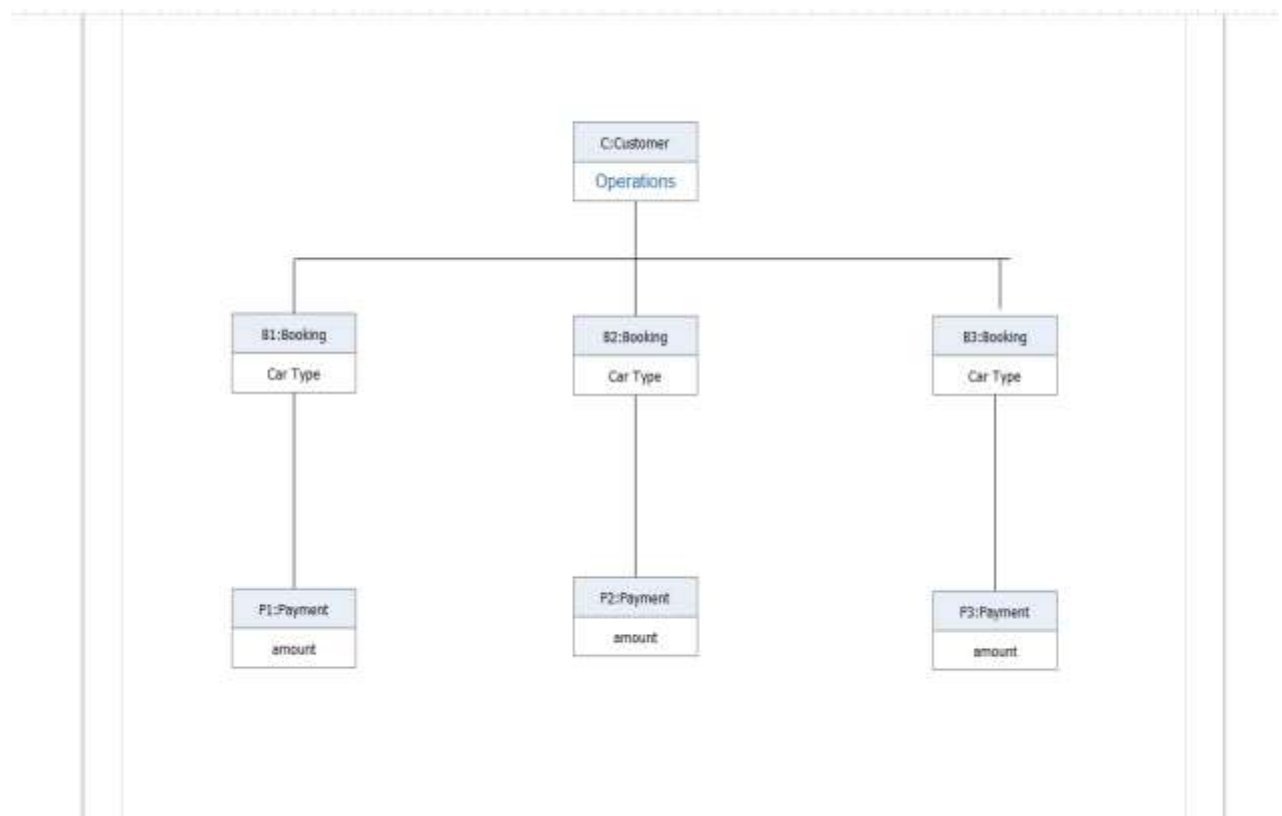 C:Customer
Operations
B1:Booking
Car Type
B2:Booking
Car Type
B3:Booking
Car Type
P1:Payment
amount
P2:Payment
amount
P3:Payment
amount